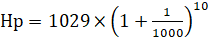 Hp = 1029 × (1 + 1/1000)^10